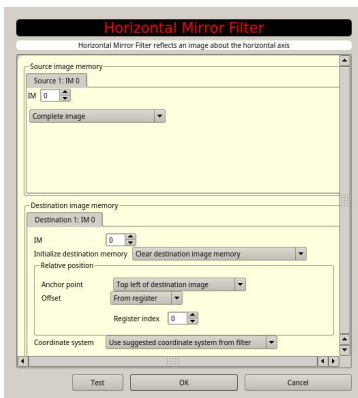 Horizontal Mirror Filter
Horizontal Mirror Filter reflects an image about the horizontal axis
Source image memory
Source 1: IM 0
IM 0
Complete image
Destination image memory
Destination 1: IM 0
IM 0
Initialize destination memory Clear destination image memory
Relative position
Anchor point Top left of destination image
Offset From register
Register index 0
Coordinate system Use suggested coordinate system from filter
Test OK Cancel